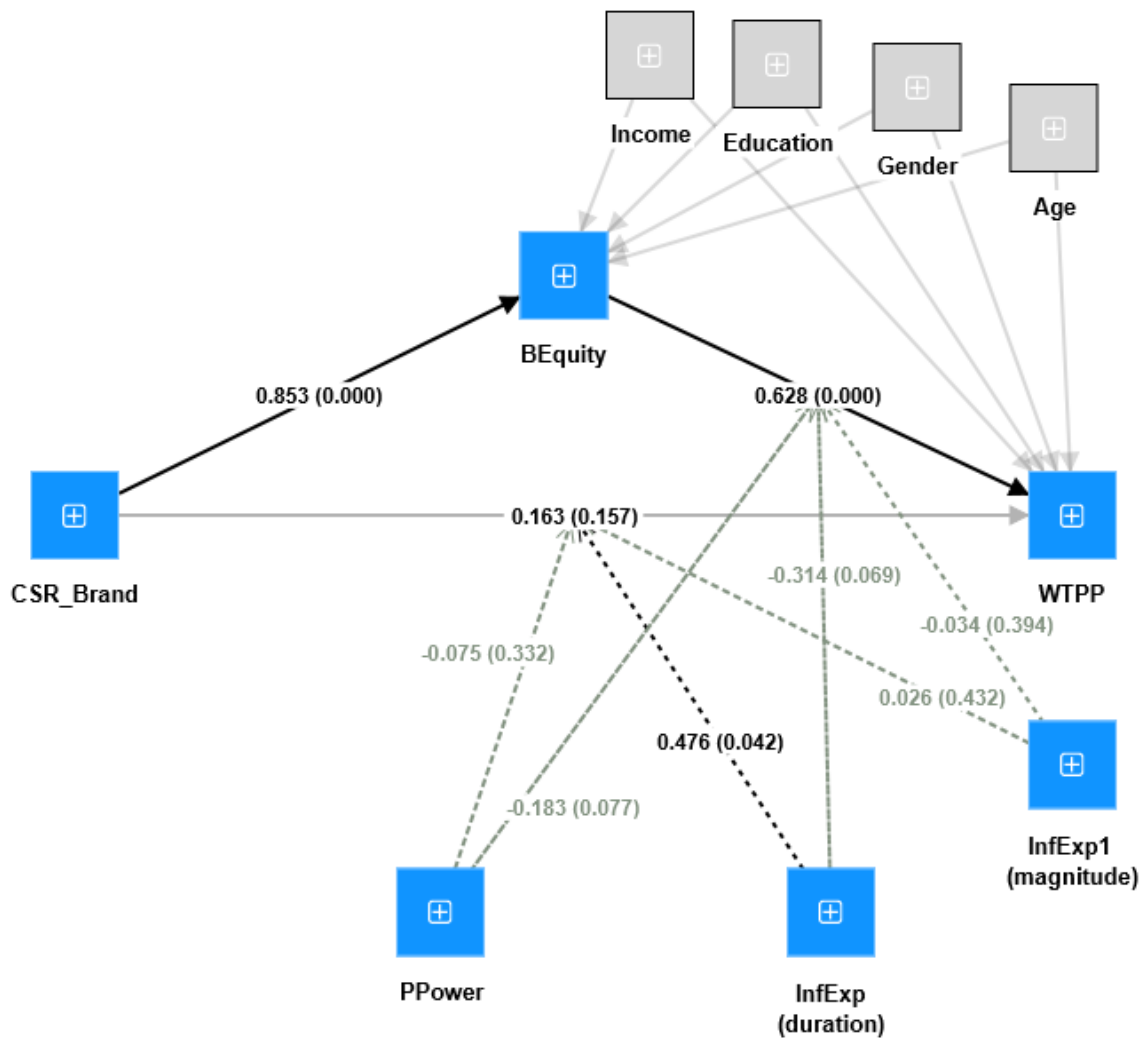 Income
Education
Gender
Age
BEquity
0.853 (0.000)
0.628 (0.000)
0.163 (0.157)
CSR_Brand
WTPP
-0.314 (0.069)
-0.034 (0.394)
-0.075 (0.332)
0.026 (0.432)
0.476 (0.042)
-0.183 (0.077)
InfExp1
(magnitude)
PPower
InfExp
(duration)